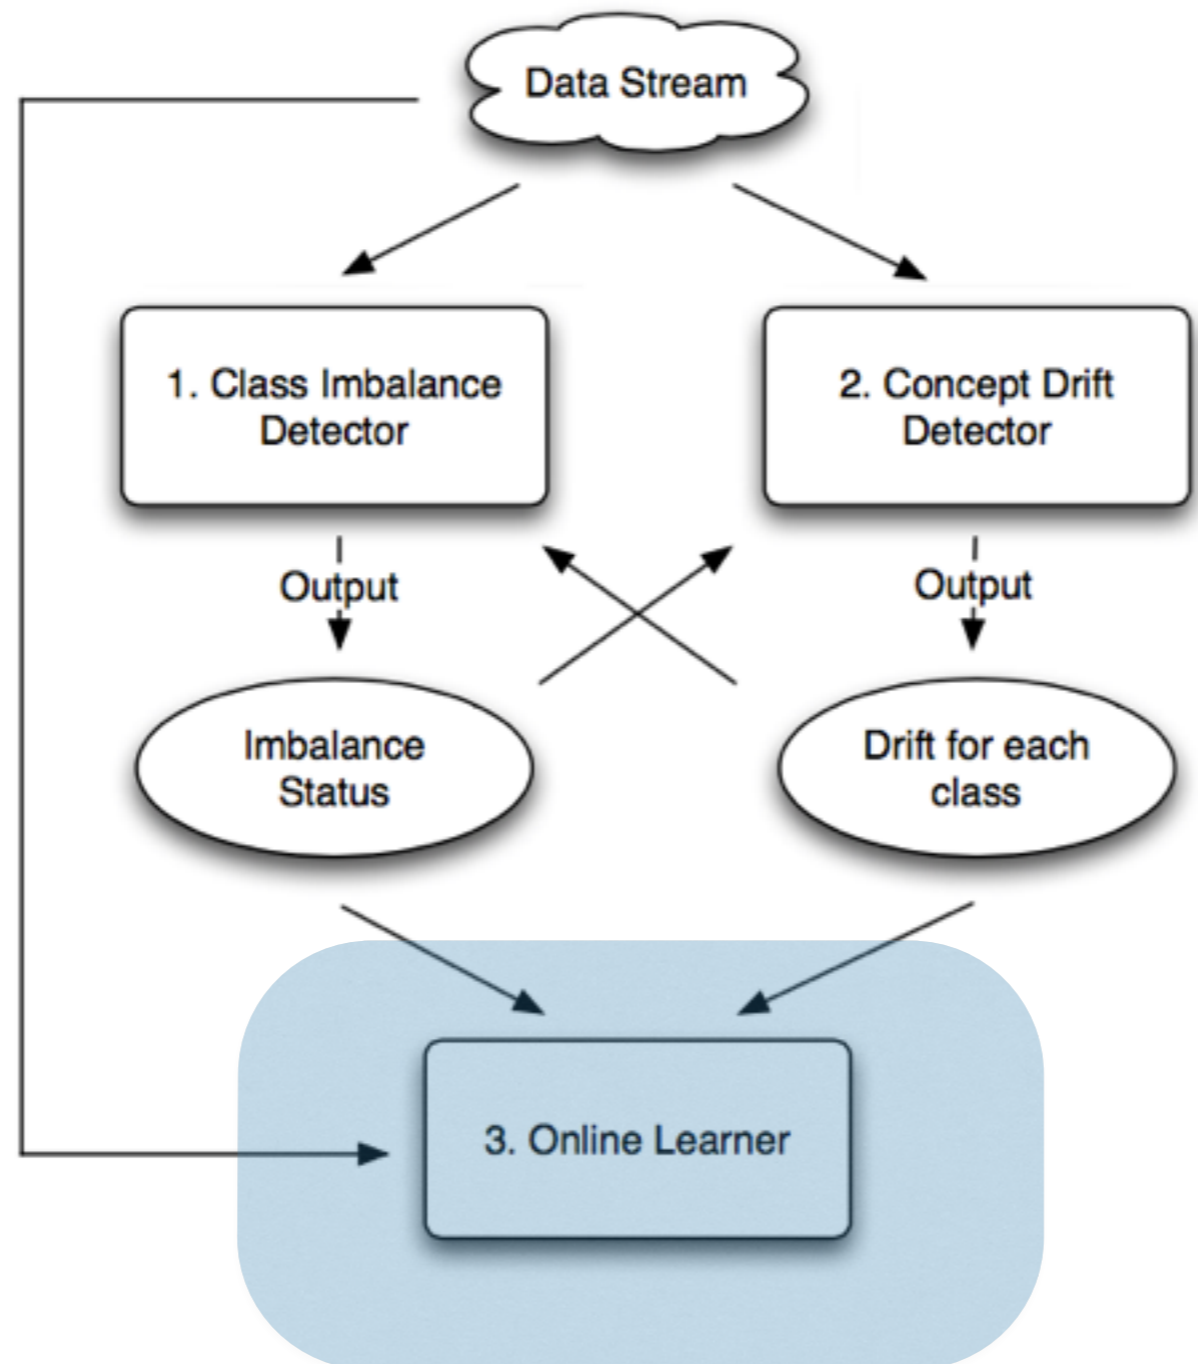 Data Stream
1. Class Imbalance
Detector
2. Concept Drift
Detector
Output
Output
Imbalance
Status
Drift for each
class
3. Online Learner